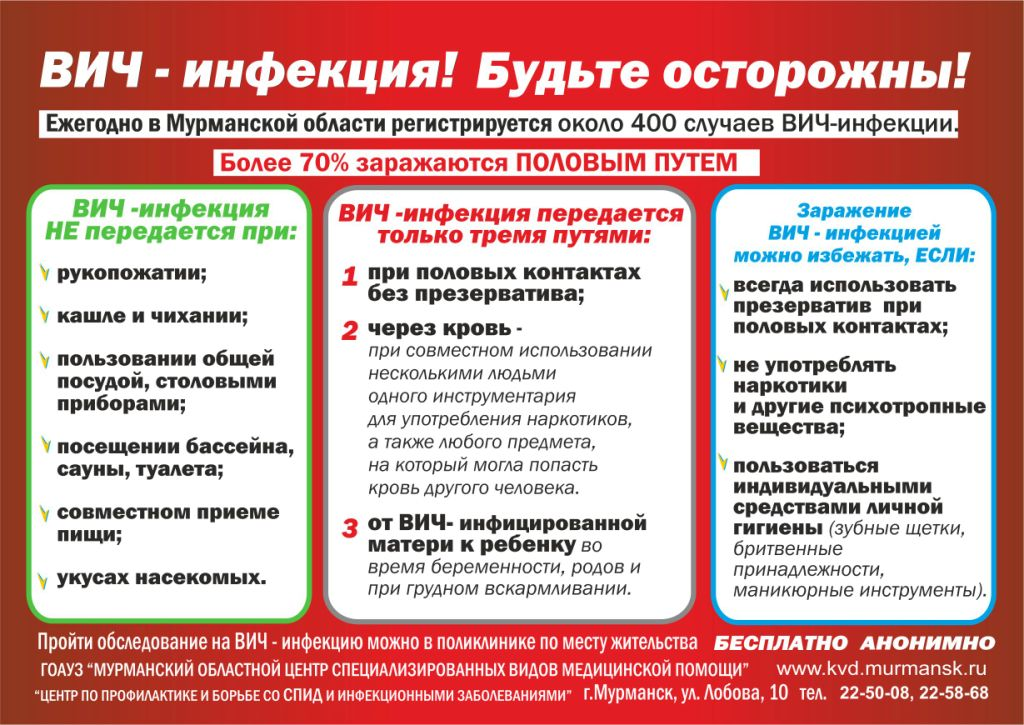 ВИЧ - инфекция! Будьте осторожны!
Ежегодно в Мурманской области регистрируется около 400 случаев ВИЧ-инфекции.
Более 70% заражаются ПОЛОВЫМ ПУТЕМ
ВИЧ -инфекция
НЕ передается при:
рукопожатии;
кашле и чихании;
пользовании общей
посудой, столовыми
приборами;
посещении бассейна,
сауны, туалета;
совместном приеме
пищи;
укусах насекомых.
ВИЧ -инфекция передается
только тремя путями:
1 при половых контактах
без презерватива;
2 через кровь -
при совместном использовании
несколькими людьми
одного инструментария
для употребления наркотиков,
а также любого предмета,
на который могла попасть
кровь другого человека.
3 от ВИЧ- инфицированной
матери к ребенку во
время беременности, родов и
при грудном вскармливании.
Заражение
ВИЧ - инфекцией
можно избежать, ЕСЛИ:
всегда использовать
презерватив при
половых контактах;
не употреблять
наркотики
и другие психотропные
вещества;
пользоваться
индивидуальными
средствами личной
гигиены (зубные щетки,
бритвенные
принадлежности,
маникюрные инструменты).
Пройти обследование на ВИЧ - инфекцию можно в поликлинике по месту жительства БЕСПЛАТНО АНОНИМНО
ГОАУЗ "МУРМАНСКИЙ ОБЛАСТНОЙ ЦЕНТР СПЕЦИАЛИЗИРОВАННЫХ ВИДОВ МЕДИЦИНСКОЙ ПОМОЩИ" www.kvd.murmansk.ru
"ЦЕНТР ПО ПРОФИЛАКТИКЕ И БОРЬБЕ СО СПИД И ИНФЕКЦИОННЫМИ ЗАБОЛЕВАНИЯМИ" г.Мурманск, ул. Лобова, 10 тел. 22-50-08, 22-58-68